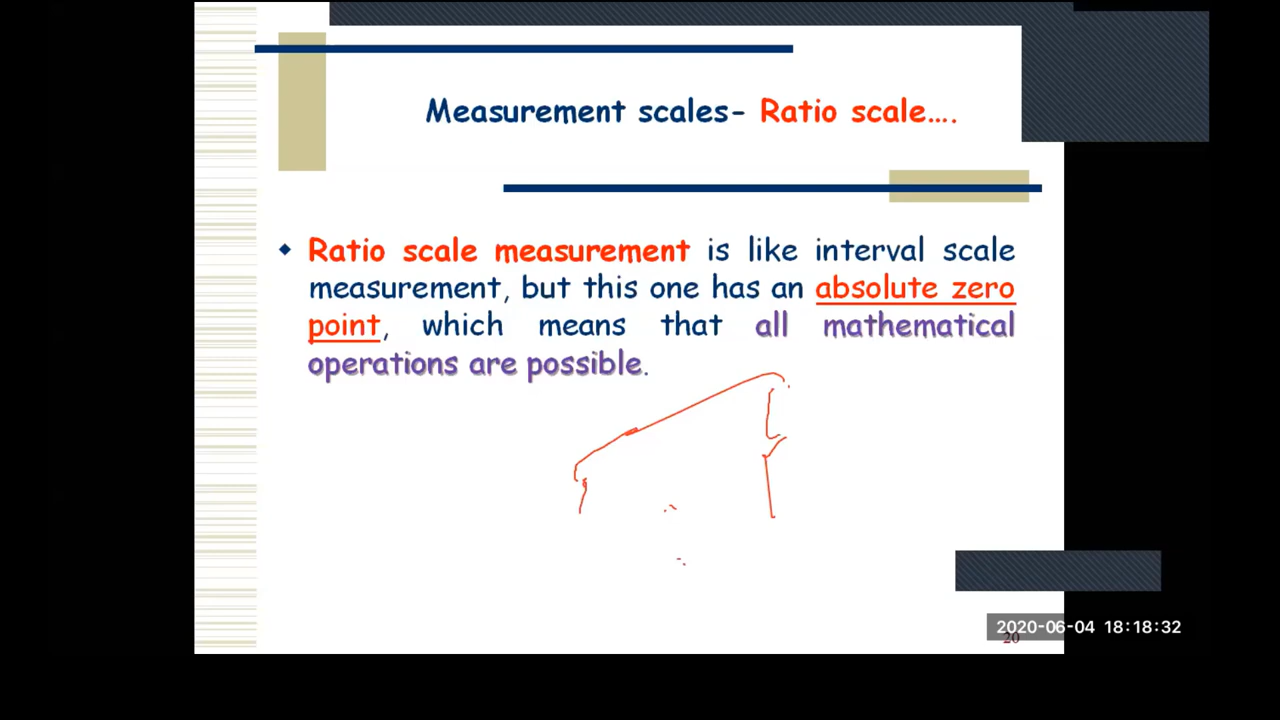 Measurement scales- Ratio scale….
Ratio scale measurement is like interval scale
measurement, but this one has an absolute zero
point, which means that all mathematical
operations are possible.
2020-06-04 18:18:32
20